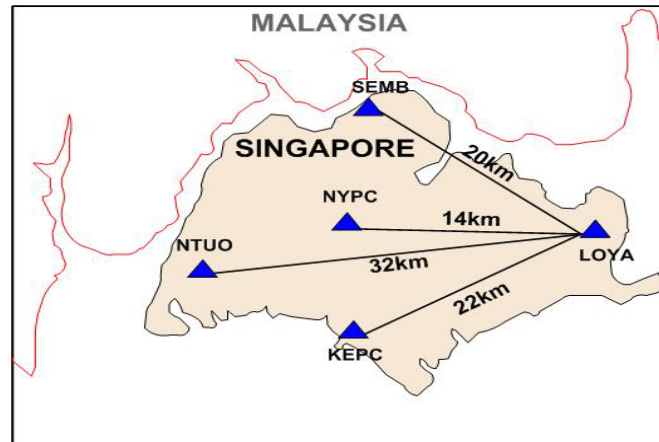 MALAYSIA
SEMB
SINGAPORE
20km
NYPC
14km
NTUO
LOYA
32km
22km
KEPC